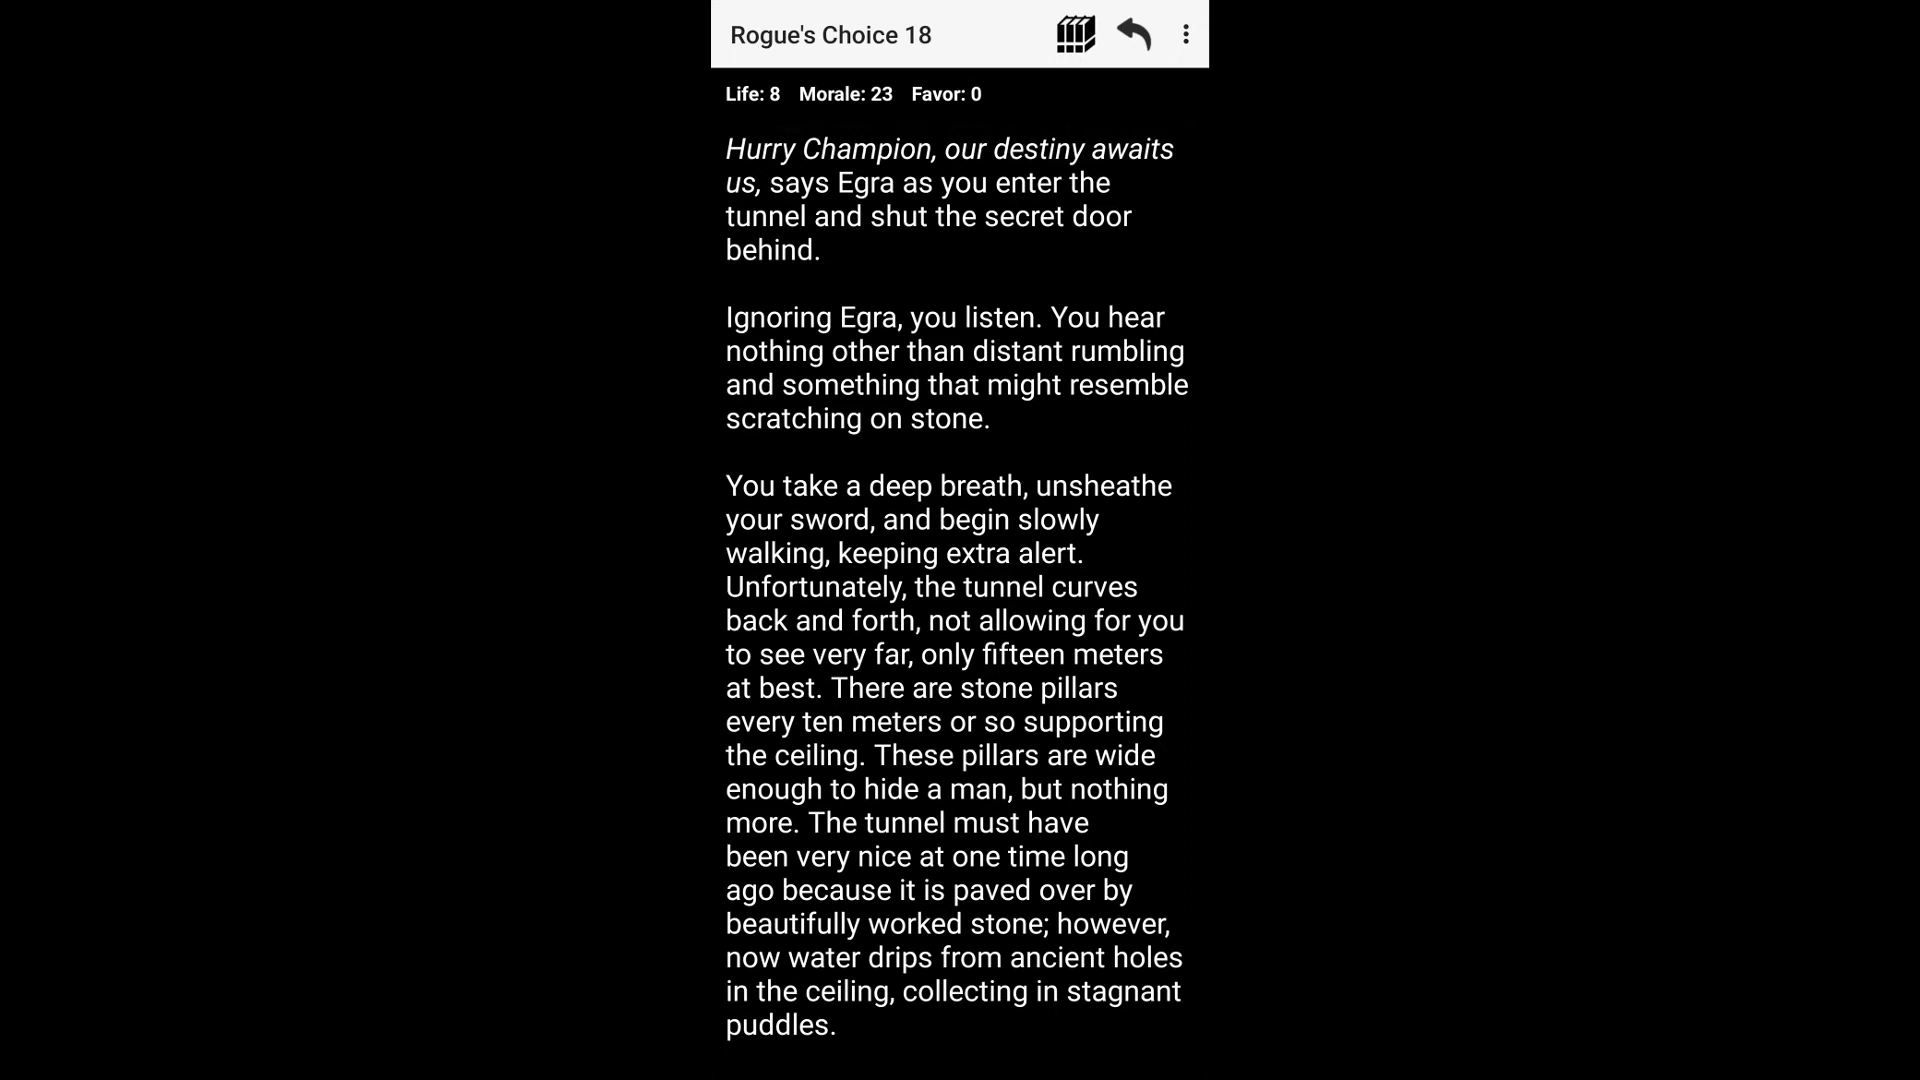 Rogue's Choice 18
Life: 8 Morale: 23 Favor: 0
Hurry Champion, our destiny awaits
us, says Egra as you enter the
tunnel and shut the secret door
behind.
Ignoring Egra, you listen. You hear
nothing other than distant rumbling
and something that might resemble
scratching on stone.
You take a deep breath, unsheathe
your sword, and begin slowly
walking, keeping extra alert.
Unfortunately, the tunnel curves
back and forth, not allowing for you
to see very far, only fifteen meters
at best. There are stone pillars
every ten meters or so supporting
the ceiling. These pillars are wide
enough to hide a man, but nothing
more. The tunnel must have
been very nice at one time long
ago because it is paved over by
beautifully worked stone; however,
now water drips from ancient holes
in the ceiling, collecting in stagnant
puddles.